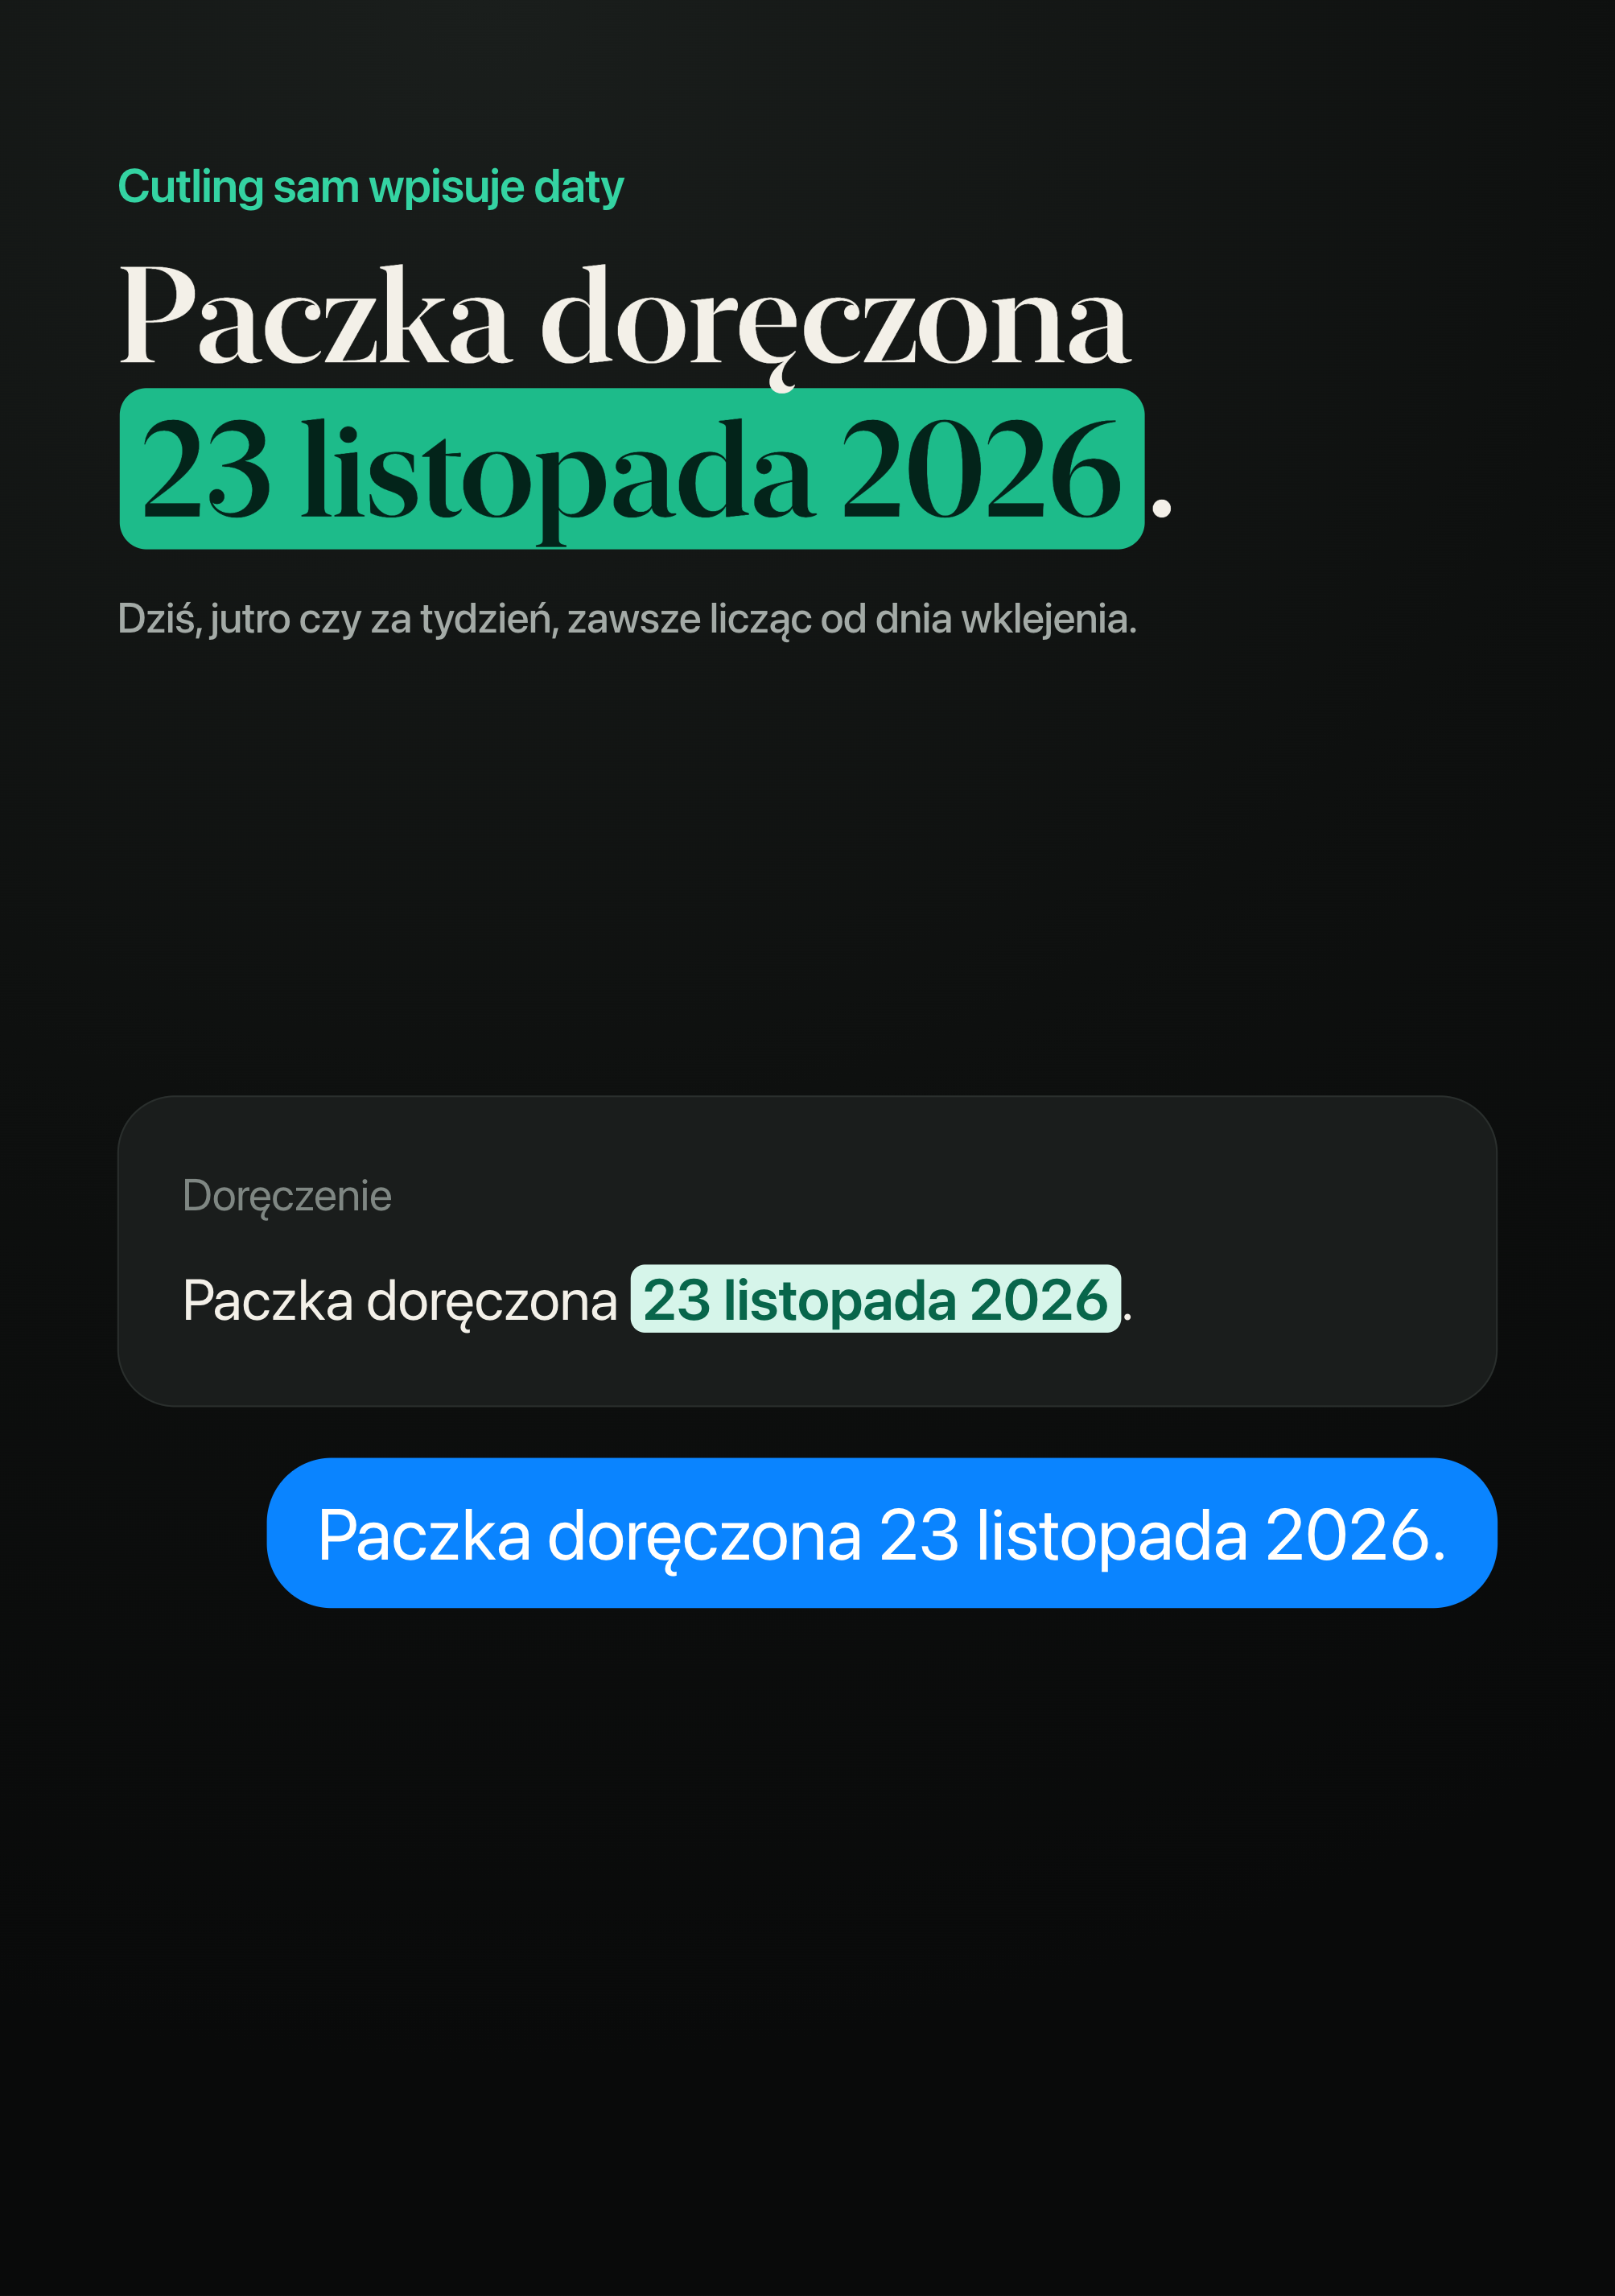 Cutling sam wpisuje daty
Paczka doręczona
23 listopada 2026.
Dziś, jutro czy za tydzień, zawsze licząc od dnia wklejenia.
Doręczenie
Paczka doręczona 23 listopada 2026.
Paczka doręczona 23 listopada 2026.